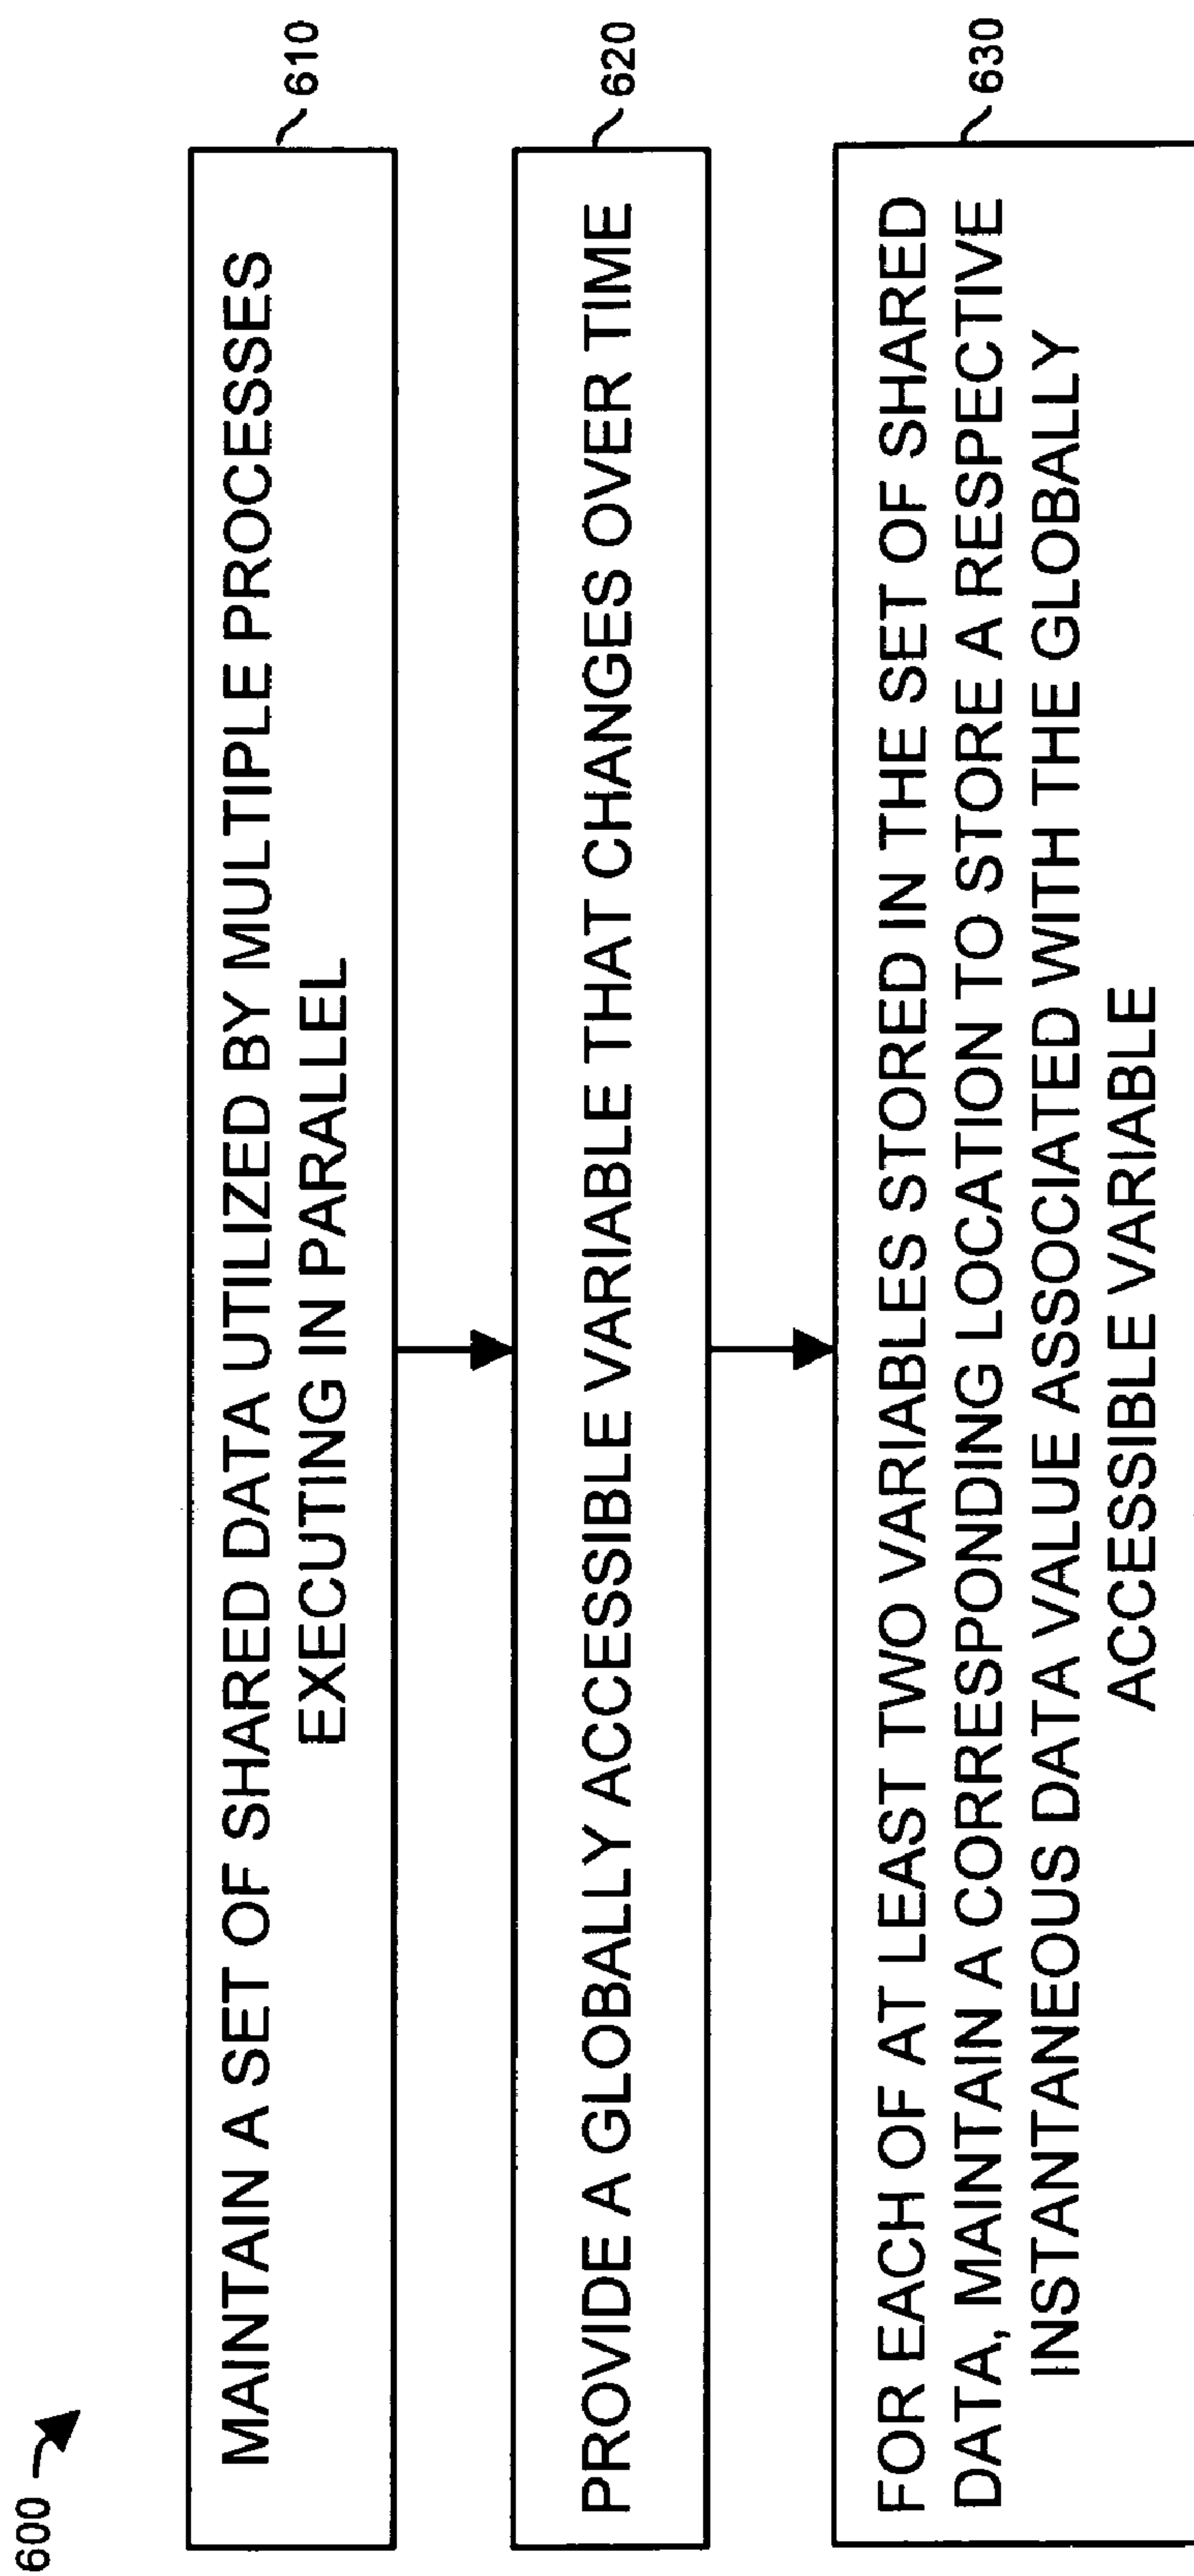 600
MAINTAIN A SET OF SHARED DATA UTILIZED BY MULTIPLE PROCESSES
EXECUTING IN PARALLEL
610
PROVIDE A GLOBALLY ACCESSIBLE VARIABLE THAT CHANGES OVER TIME
620
FOR EACH OF AT LEAST TWO VARIABLES STORED IN THE SET OF SHARED
DATA, MAINTAIN A CORRESPONDING LOCATION TO STORE A RESPECTIVE
INSTANTANEOUS DATA VALUE ASSOCIATED WITH THE GLOBALLY
ACCESSIBLE VARIABLE
630